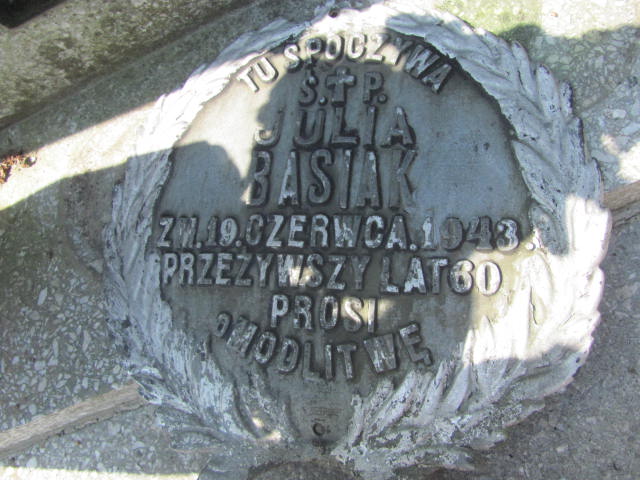 TU SPOCZYWA
Ś.✝P.
JULIA
BASIAK
ZM.19.CZERWCA.1943.
PRZEŻYWSZY LAT 60
PROSI
O MODLITWĘ